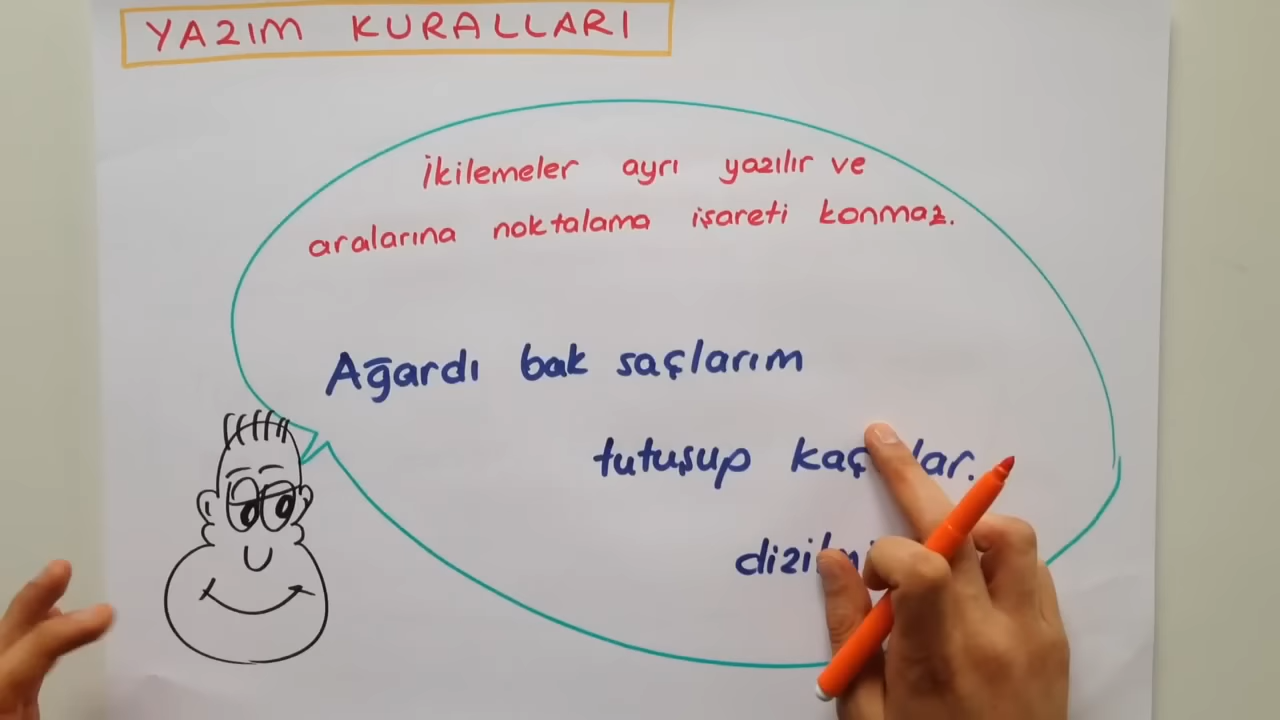 YAZIM KURALLARI
İkilemeler ayrı yazılır ve
aralarına noktalama işareti konmaz.
Ağardı bak saçlarım
tutuşup